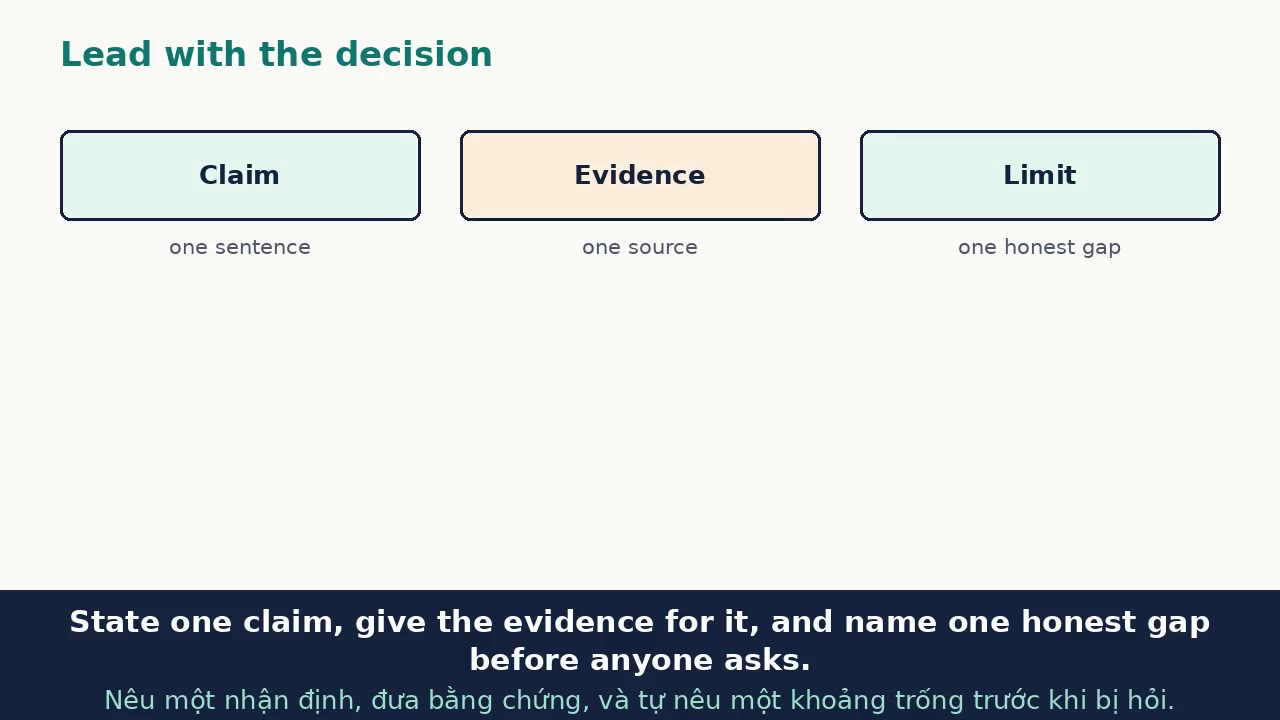 Lead with the decision
Claim
Evidence
Limit
one sentence
one source
one honest gap
State one claim, give the evidence for it, and name one honest gap
before anyone asks.
Nêu một nhận định, đưa bằng chứng, và tự nêu một khoảng trống trước khi bị hỏi.